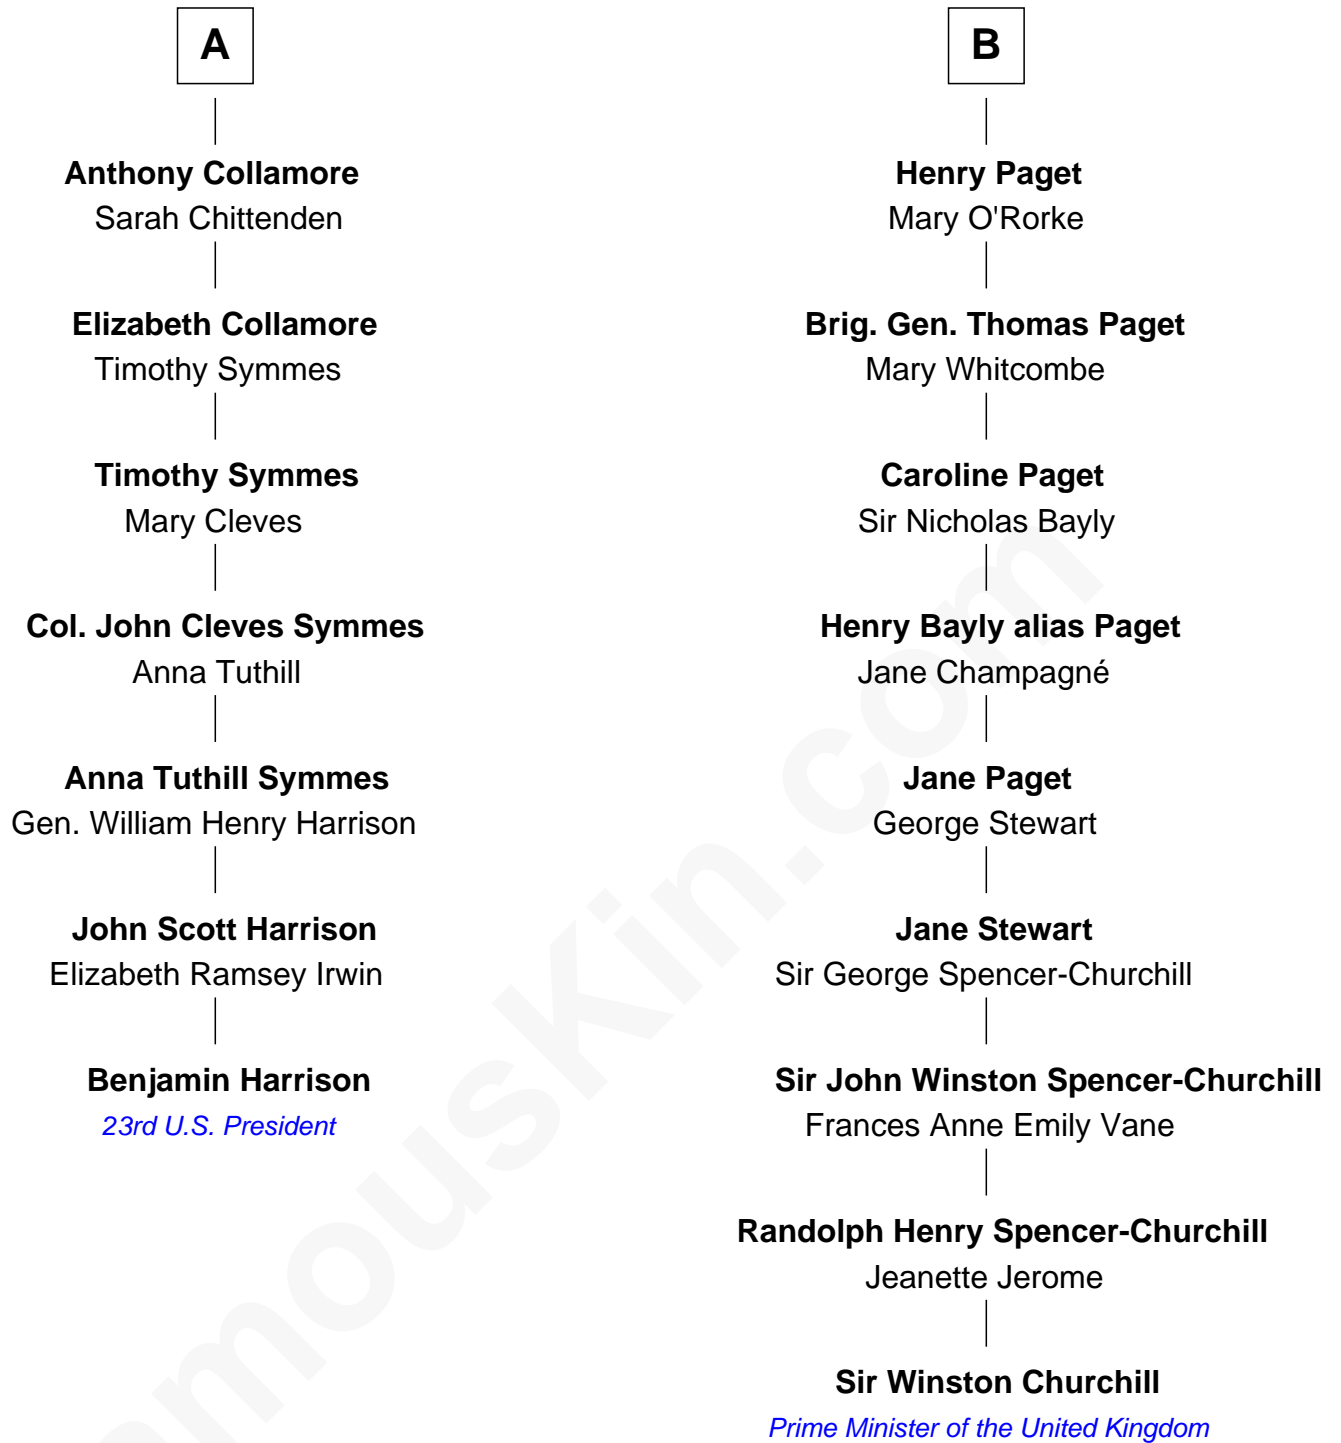 A
Anthony Collamore
Sarah Chittenden
Elizabeth Collamore
Timothy Symmes
Timothy Symmes
Mary Cleves
Col. John Cleves Symmes
Anna Tuthill
Anna Tuthill Symmes
Gen. William Henry Harrison
John Scott Harrison
Elizabeth Ramsey Irwin
Benjamin Harrison
23rd U.S. President
B
Henry Paget
Mary O'Rorke
Brig. Gen. Thomas Paget
Mary Whitcombe
Caroline Paget
Sir Nicholas Bayly
Henry Bayly alias Paget
Jane Champagné
Jane Paget
George Stewart
Jane Stewart
Sir George Spencer-Churchill
Sir John Winston Spencer-Churchill
Frances Anne Emily Vane
Randolph Henry Spencer-Churchill
Jeanette Jerome
Sir Winston Churchill
Prime Minister of the United Kingdom
amouskin.com